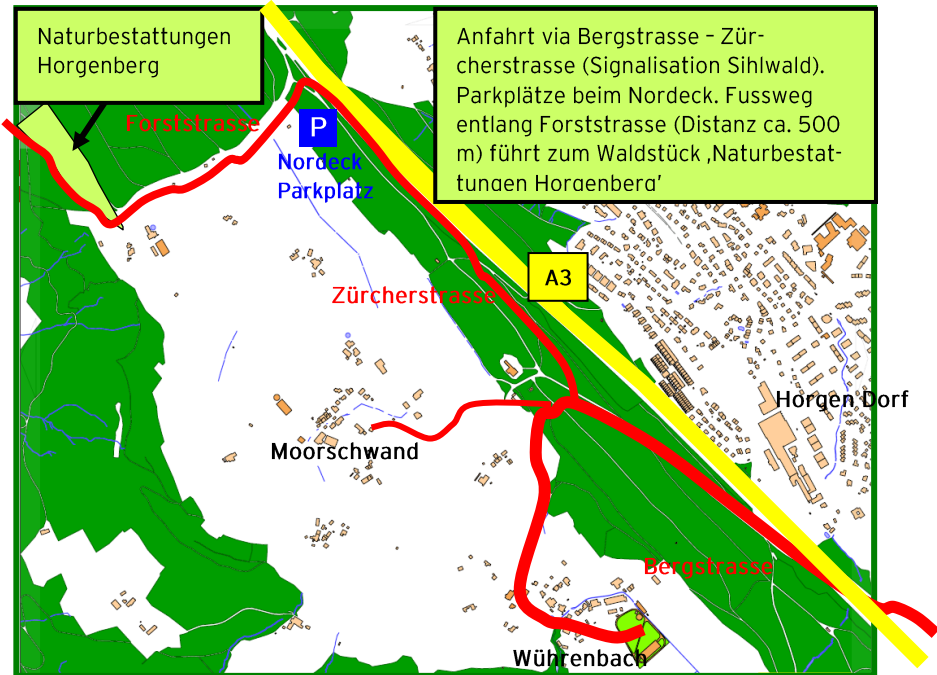 Naturbestattungen
Horgenberg
Anfahrt via Bergstrasse – Zür-
cherstrasse (Signalisation Sihlwald).
Parkplätze beim Nordeck. Fussweg
entlang Forststrasse (Distanz ca. 500
m) führt zum Waldstück ‚Naturbestat-
tungen Horgenberg’
Forststrasse
P
Nordeck
Parkplatz
A3
Zürcherstrasse
Horgen Dorf
Moorschwand
Bergstrasse
Wührenbach